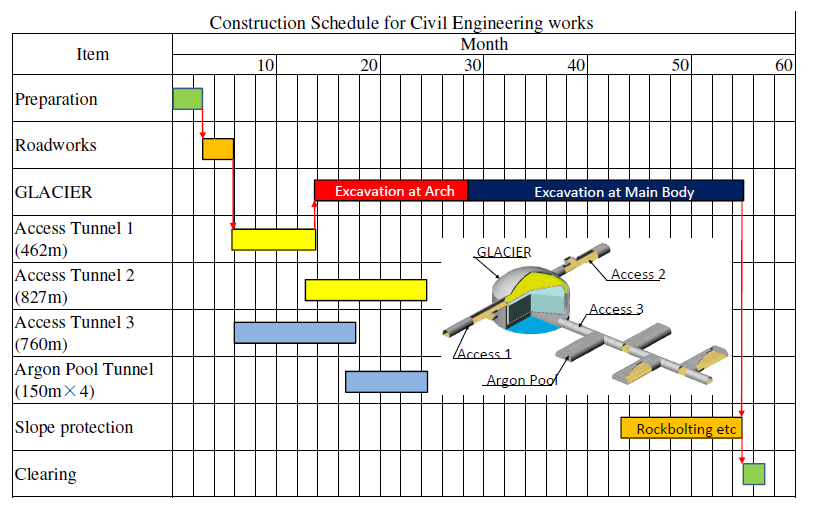 Construction Schedule for Civil Engineering works
Item
Month
10 20 30 40 50 60
Preparation
Roadworks
GLACIER
Excavation at Arch
Excavation at Main Body
Access Tunnel 1
(462m)
Access Tunnel 2
(827m)
Access Tunnel 3
(760m)
Argon Pool Tunnel
(150m×4)
GLACIER
Access 2
Access 3
Access 1
Argon Pool
Slope protection
Rockbolting etc
Clearing